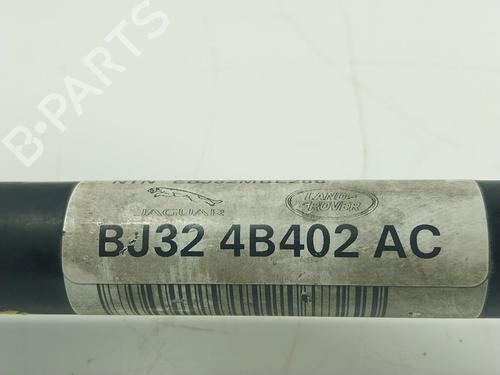 B-PARTS
JAGUAR
LAND-
ROVER
BJ32 4B402 AC